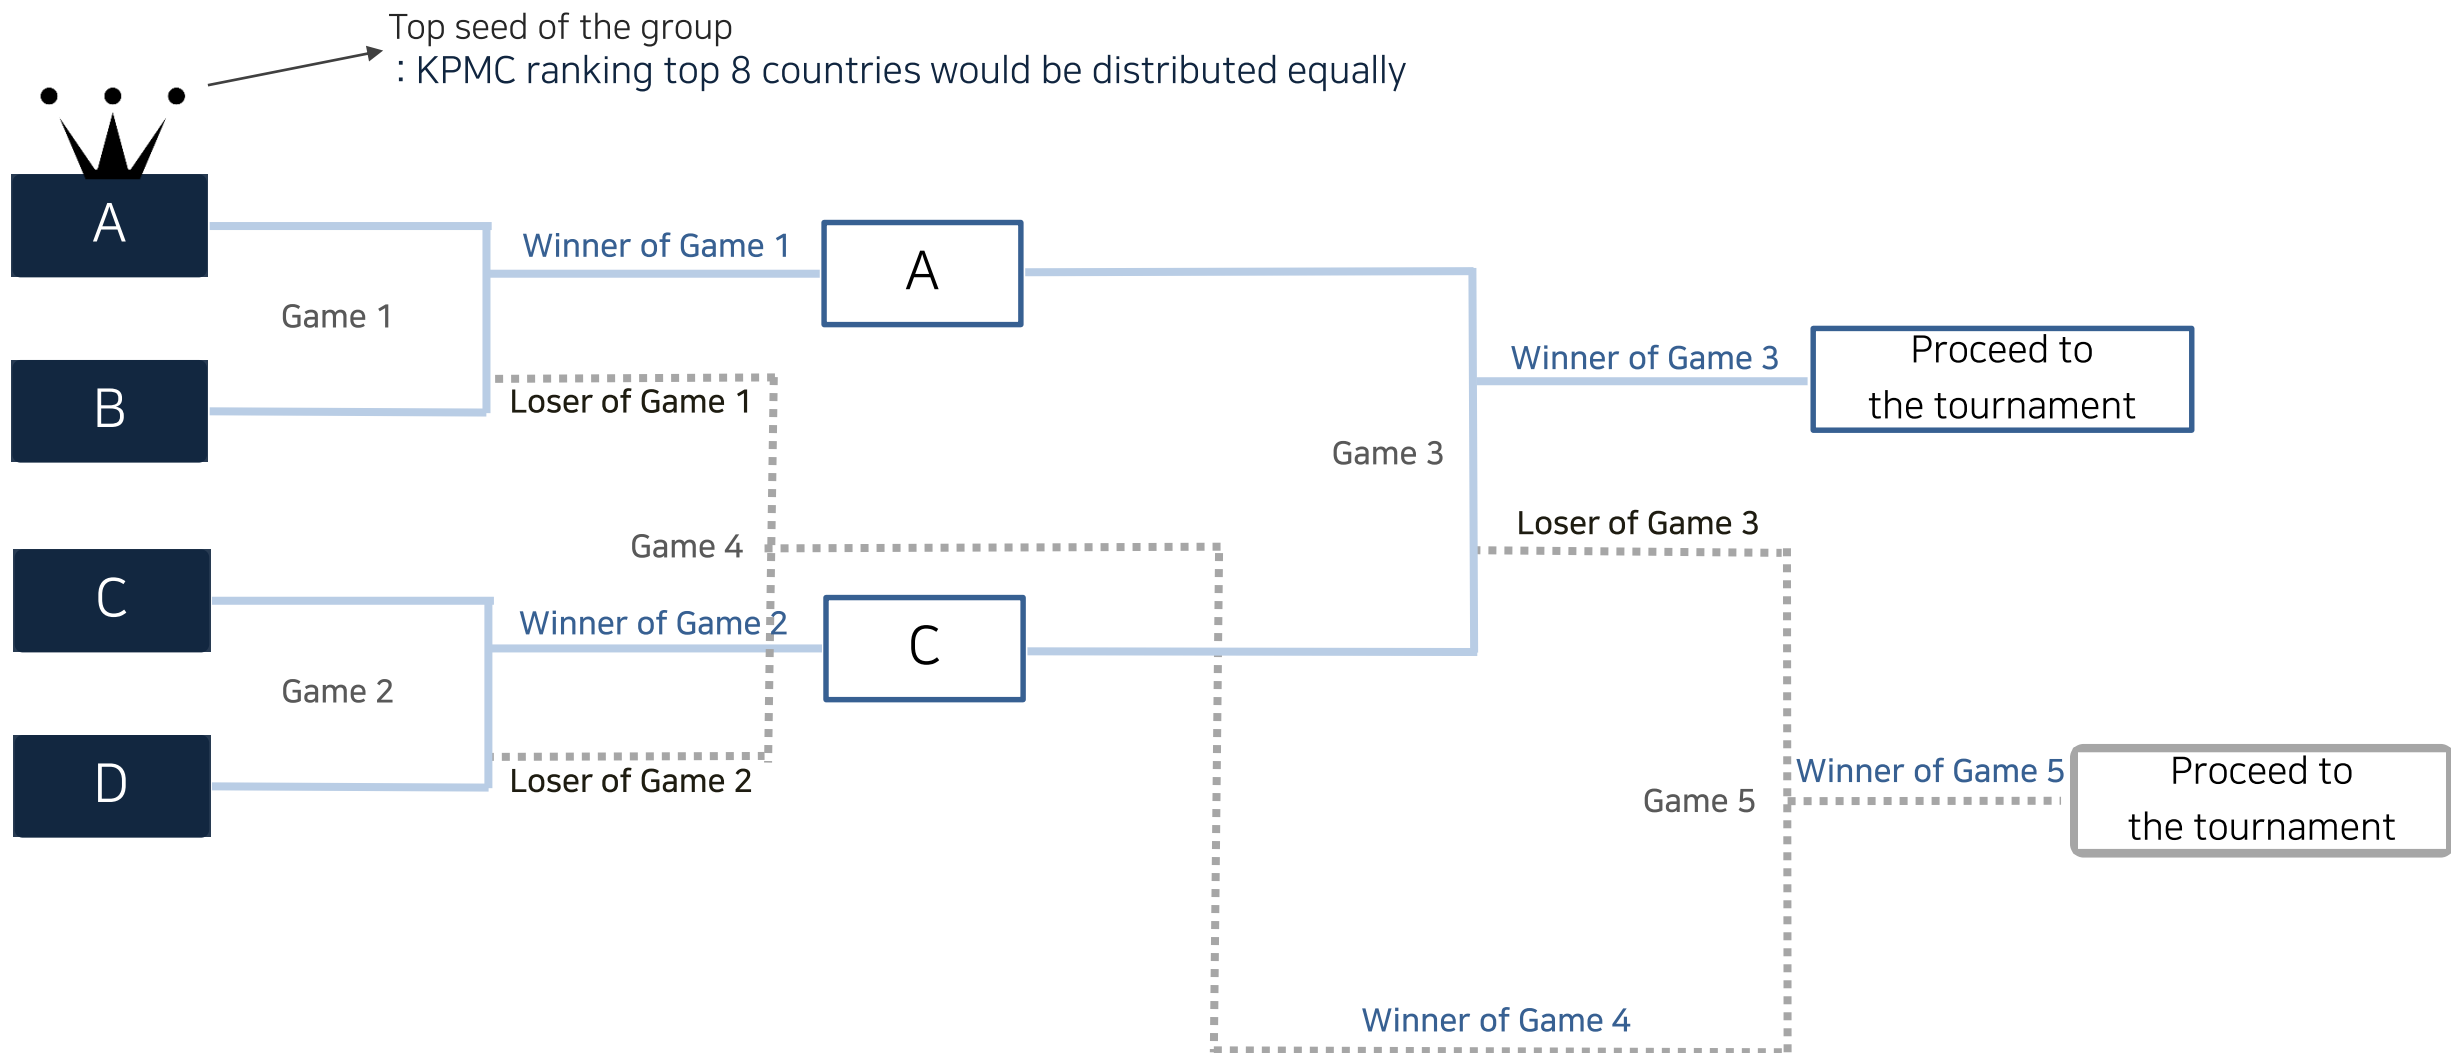 Top seed of the group
: KPMC ranking top 8 countries would be distributed equally
A
Winner of Game 1
A
Game 1
Winner of Game 3
Proceed to
the tournament
B
Loser of Game 1
Game 3
Loser of Game 3
Game 4
C
Winner of Game 2
C
Game 2
D
Loser of Game 2
Winner of Game 5
Proceed to
the tournament
Game 5
Winner of Game 4